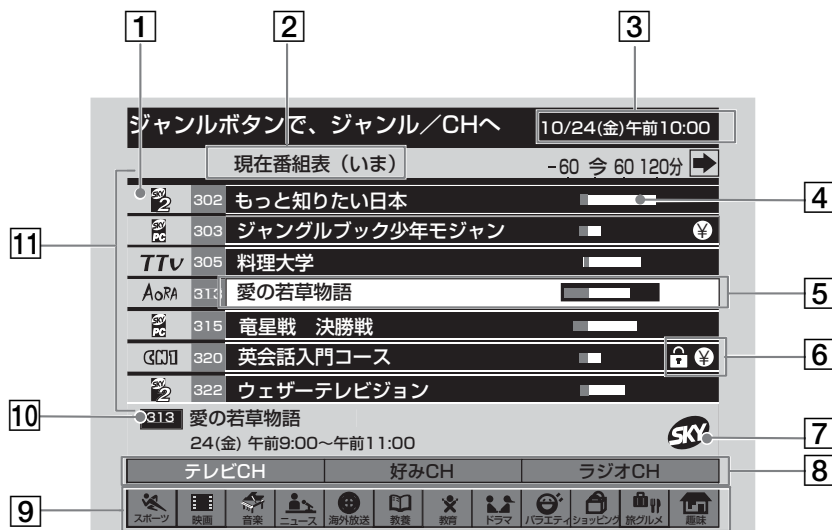 1 2 3
ジャンルボタンで、ジャンル／CHへ 10/24(金)午前10:00
現在番組表（いま） -60 今 60 120分
SKY 2 302 もっと知りたい日本 4
11
SKY PC 303 ジャングルブック少年モジャン ¥
TTV 305 料理大学
AORA 313 愛の若草物語 5
SKY PC 315 竜星戦 決勝戦
320 英会話入門コース ¥ 6
SKY 2 322 ウェザーテレビジョン
10 313 愛の若草物語
24(金) 午前9:00～午前11:00 SKY 7
テレビCH 好みCH ラジオCH 8
9 スポーツ 映画 音楽 ニュース 海外放送 教養 教育 ドラマ バラエティ ショッピング 旅グルメ 趣味